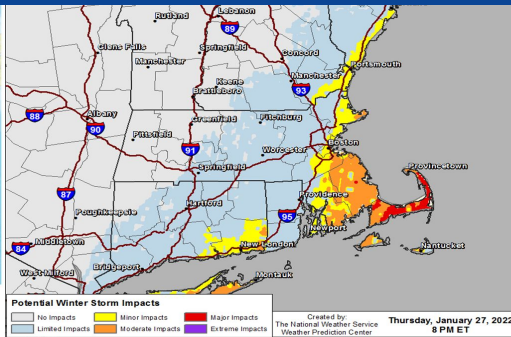 Rutland
Lebanon
89
Glens Falls
Springfield
Concord
Manchester
Portsmouth
Keene
Manchester
Brattleboro
93
88
Albany
Greenfield
Fitchburg
90
Pittsfield
91
Boston
Worcester
Springfield
Provincetown
87
Hartford
Providence
Poughkeepsie
95
Newport
84
Middletown
New London
Nantucket
Bridgeport
West Milford
Montauk
Potential Winter Storm Impacts
No Impacts
Minor Impacts
Major Impacts
Limited Impacts
Moderate Impacts
Extreme Impacts
Created by:
The National Weather Service
Weather Prediction Center
Thursday, January 27, 2022
8 PM ET